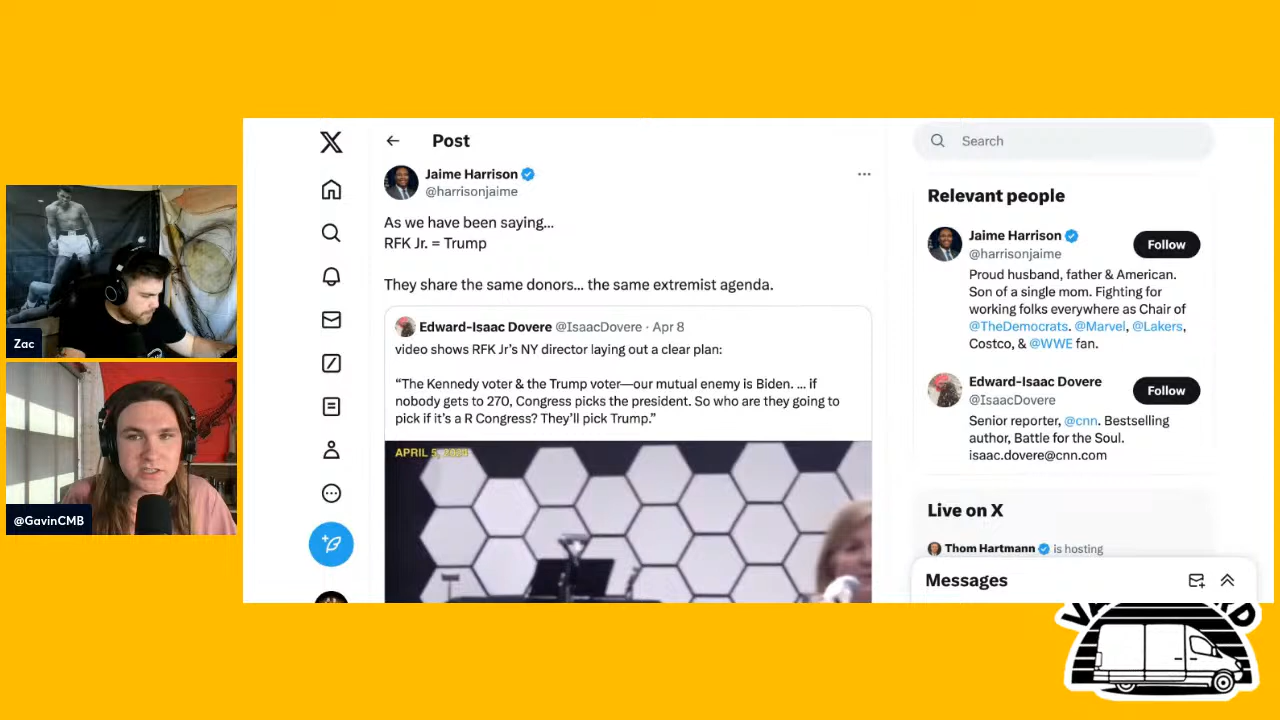 Zac
@GavinCMB
Post
Jaime Harrison
@harrisonjaime
As we have been saying...
RFK Jr. = Trump
They share the same donors... the same extremist agenda.
Edward-Isaac Dovere @IsaacDovere · Apr 8
video shows RFK Jr's NY director laying out a clear plan:
“The Kennedy voter & the Trump voter—our mutual enemy is Biden. ... if
nobody gets to 270, Congress picks the president. So who are they going to
pick if it's a R Congress? They'll pick Trump.”
APRIL 5, 2024
Search
Relevant people
Jaime Harrison
@harrisonjaime
Follow
Proud husband, father & American.
Son of a single mom. Fighting for
working folks everywhere as Chair of
@TheDemocrats. @Marvel, @Lakers,
Costco, & @WWE fan.
Edward-Isaac Dovere
@IsaacDovere
Follow
Senior reporter, @cnn. Bestselling
author, Battle for the Soul.
isaac.dovere@cnn.com
Live on X
Thom Hartmann is hosting
Messages